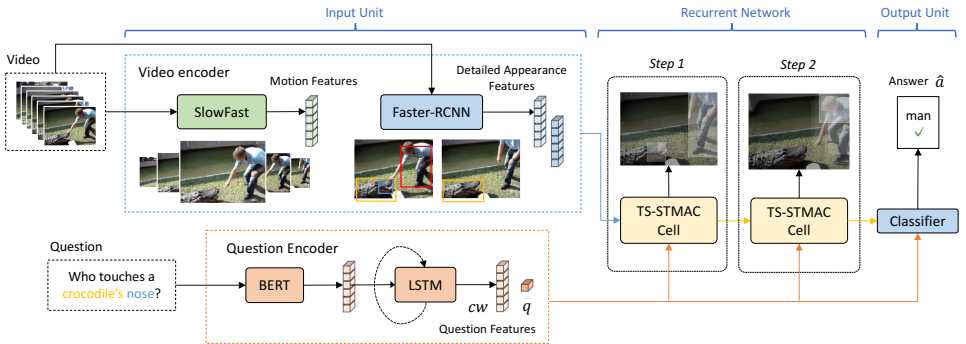 Input Unit
Recurrent Network
Output Unit
Video
Video encoder
Motion Features
Detailed Appearance
Features
SlowFast
Faster-RCNN
Step 1
Step 2
Answer â
man
✓
TS-STMAC
Cell
TS-STMAC
Cell
Classifier
Question
Question Encoder
Who touches a
crocodile's nose?
BERT
LSTM
cw
q
Question Features